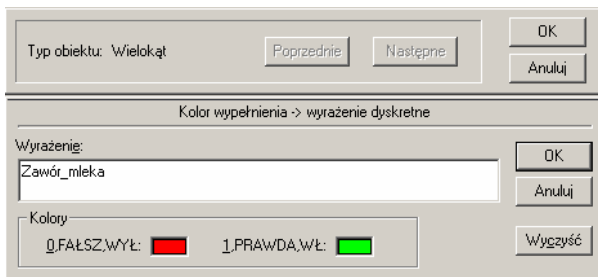 OK
Typ obiektu: Wielokąt Poprzednie Następne
Anuluj
Kolor wypełnienia -> wyrażenie dyskretne
Wyrażenie:
OK
Zawór_mleka
Anuluj
Kolory
0,FAŁSZ,WYŁ: 1,PRAWDA,WŁ: Wyczyść